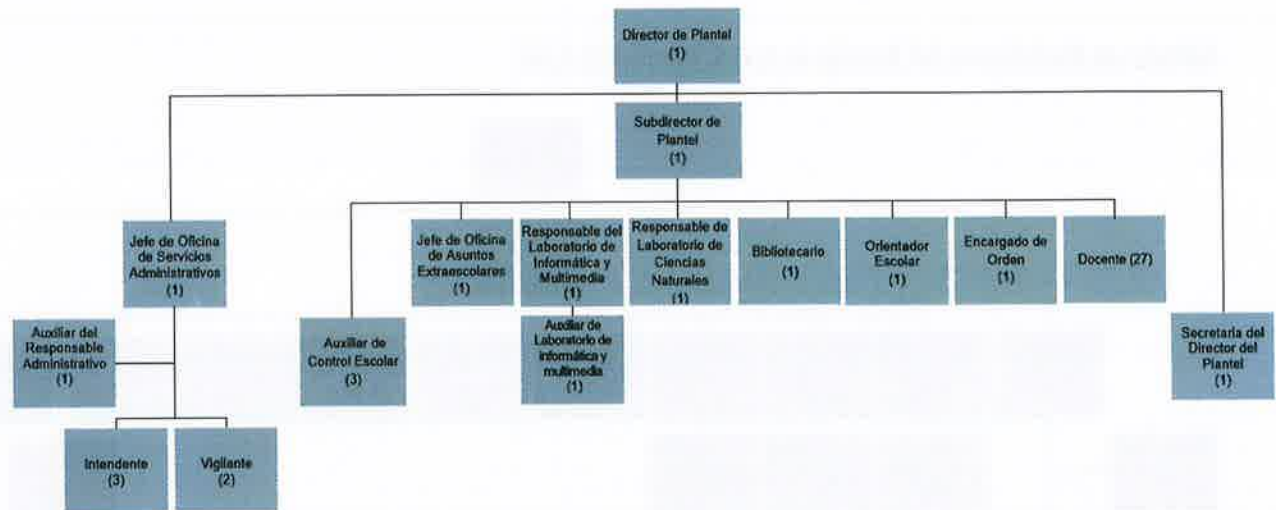 Director de Plantel
(1)
Subdirector de
Plantel
(1)
Jefe de Oficina
de Servicios
Administrativos
(1)
Jefe de Oficina
de Asuntos
Extraescolares
(1)
Responsable del
Laboratorio de
Informática y
Multimedia
(1)
Responsable de
Laboratorio de
Ciencias
Naturales
(1)
Bibliotecario
(1)
Orientador
Escolar
(1)
Encargado de
Orden
(1)
Docente (27)
Auxiliar del
Responsable
Administrativo
(1)
Auxiliar de
Control Escolar
(3)
Auxiliar de
Laboratorio de
informática y
multimedia
(1)
Secretaria del
Director del
Plantel
(1)
Intendente
(3)
Vigilante
(2)